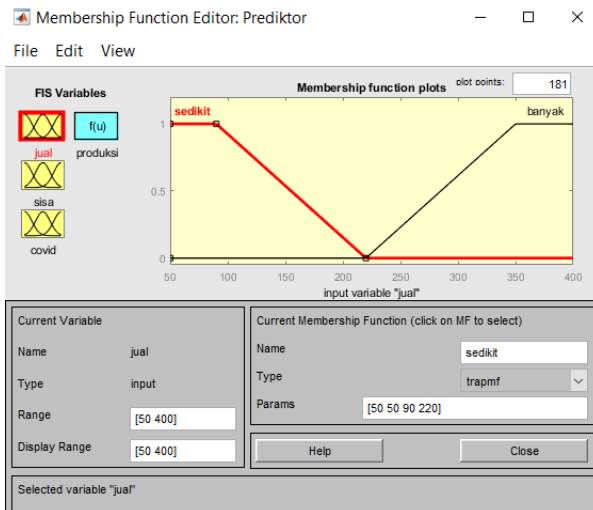 Membership Function Editor: Prediktor
File Edit View
FIS Variables
Membership function plots
plot points:
181
f(u)
jual
produksi
sisa
covid
sedikit
banyak
1
0.5
0
50 100 150 200 250 300 350 400
input variable "jual"
Current Variable
Name jual
Type input
Range [50 400]
Display Range [50 400]
Current Membership Function (click on MF to select)
Name sedikit
Type trapmf
Params [50 50 90 220]
Help
Close
Selected variable "jual"